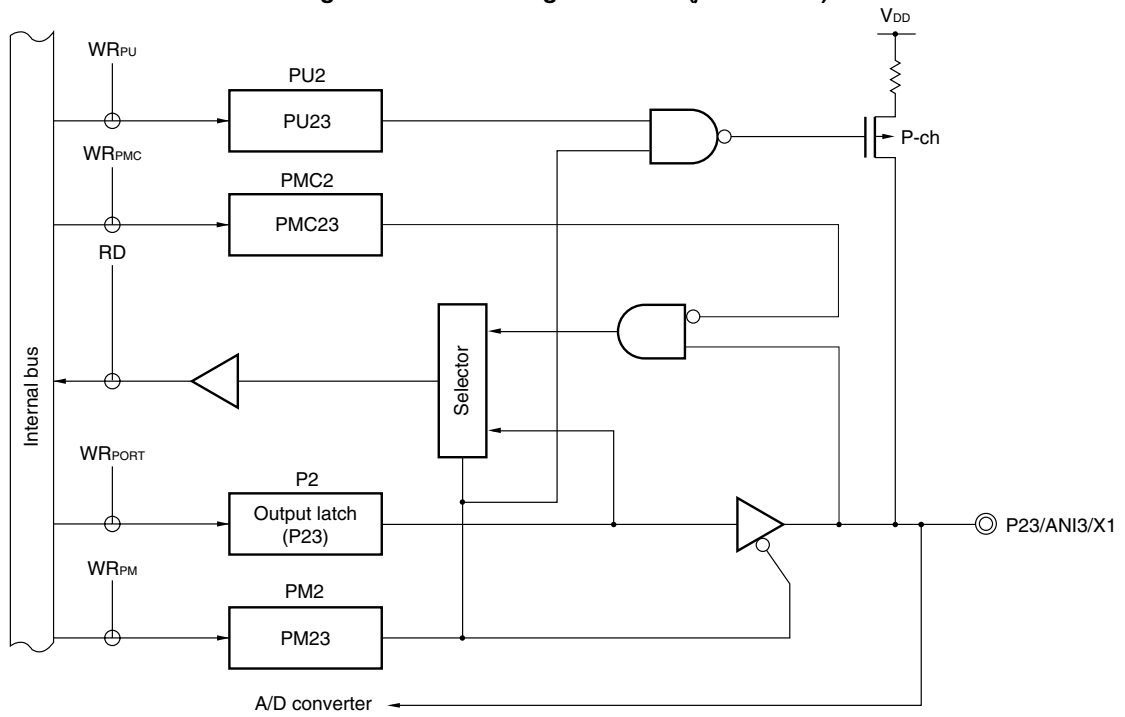 VDD
WRPU
PU2
PU23
P-ch
WRPMC
PMC2
PMC23
RD
Internal bus
Selector
WRPORT
P2
Output latch
(P23)
P23/ANI3/X1
WRPM
PM2
PM23
A/D converter